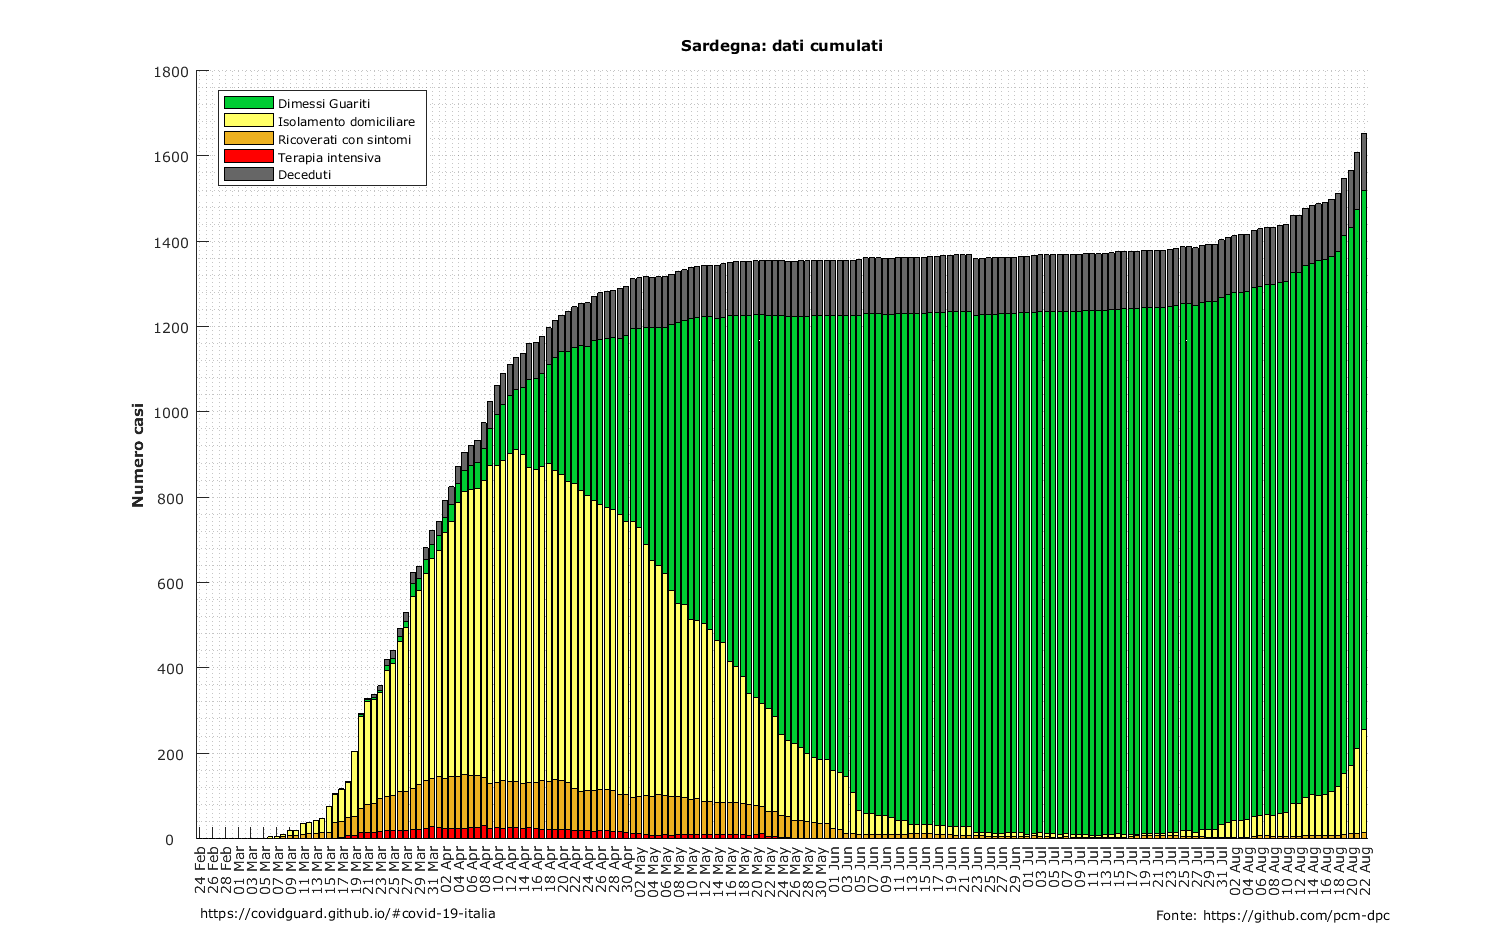 Sardegna: dati cumulati
1800
1600
1400
1200
1000
800
600
400
200
0
Numero casi
Dimessi Guariti
Isolamento domiciliare
Ricoverati con sintomi
Terapia intensiva
Deceduti
24 Feb
26 Feb
28 Feb
01 Mar
03 Mar
05 Mar
07 Mar
09 Mar
11 Mar
13 Mar
15 Mar
17 Mar
19 Mar
21 Mar
23 Mar
25 Mar
27 Mar
29 Mar
31 Mar
02 Apr
04 Apr
06 Apr
08 Apr
10 Apr
12 Apr
14 Apr
16 Apr
18 Apr
20 Apr
22 Apr
24 Apr
26 Apr
28 Apr
30 Apr
02 May
04 May
06 May
08 May
10 May
12 May
14 May
16 May
18 May
20 May
22 May
24 May
26 May
28 May
30 May
01 Jun
03 Jun
05 Jun
07 Jun
09 Jun
11 Jun
13 Jun
15 Jun
17 Jun
19 Jun
21 Jun
23 Jun
25 Jun
27 Jun
29 Jun
01 Jul
03 Jul
05 Jul
07 Jul
09 Jul
11 Jul
13 Jul
15 Jul
17 Jul
19 Jul
21 Jul
23 Jul
25 Jul
27 Jul
29 Jul
31 Jul
02 Aug
04 Aug
06 Aug
08 Aug
10 Aug
12 Aug
14 Aug
16 Aug
18 Aug
20 Aug
22 Aug
https://covidguard.github.io/#covid-19-italia
Fonte: https://github.com/pcm-dpc